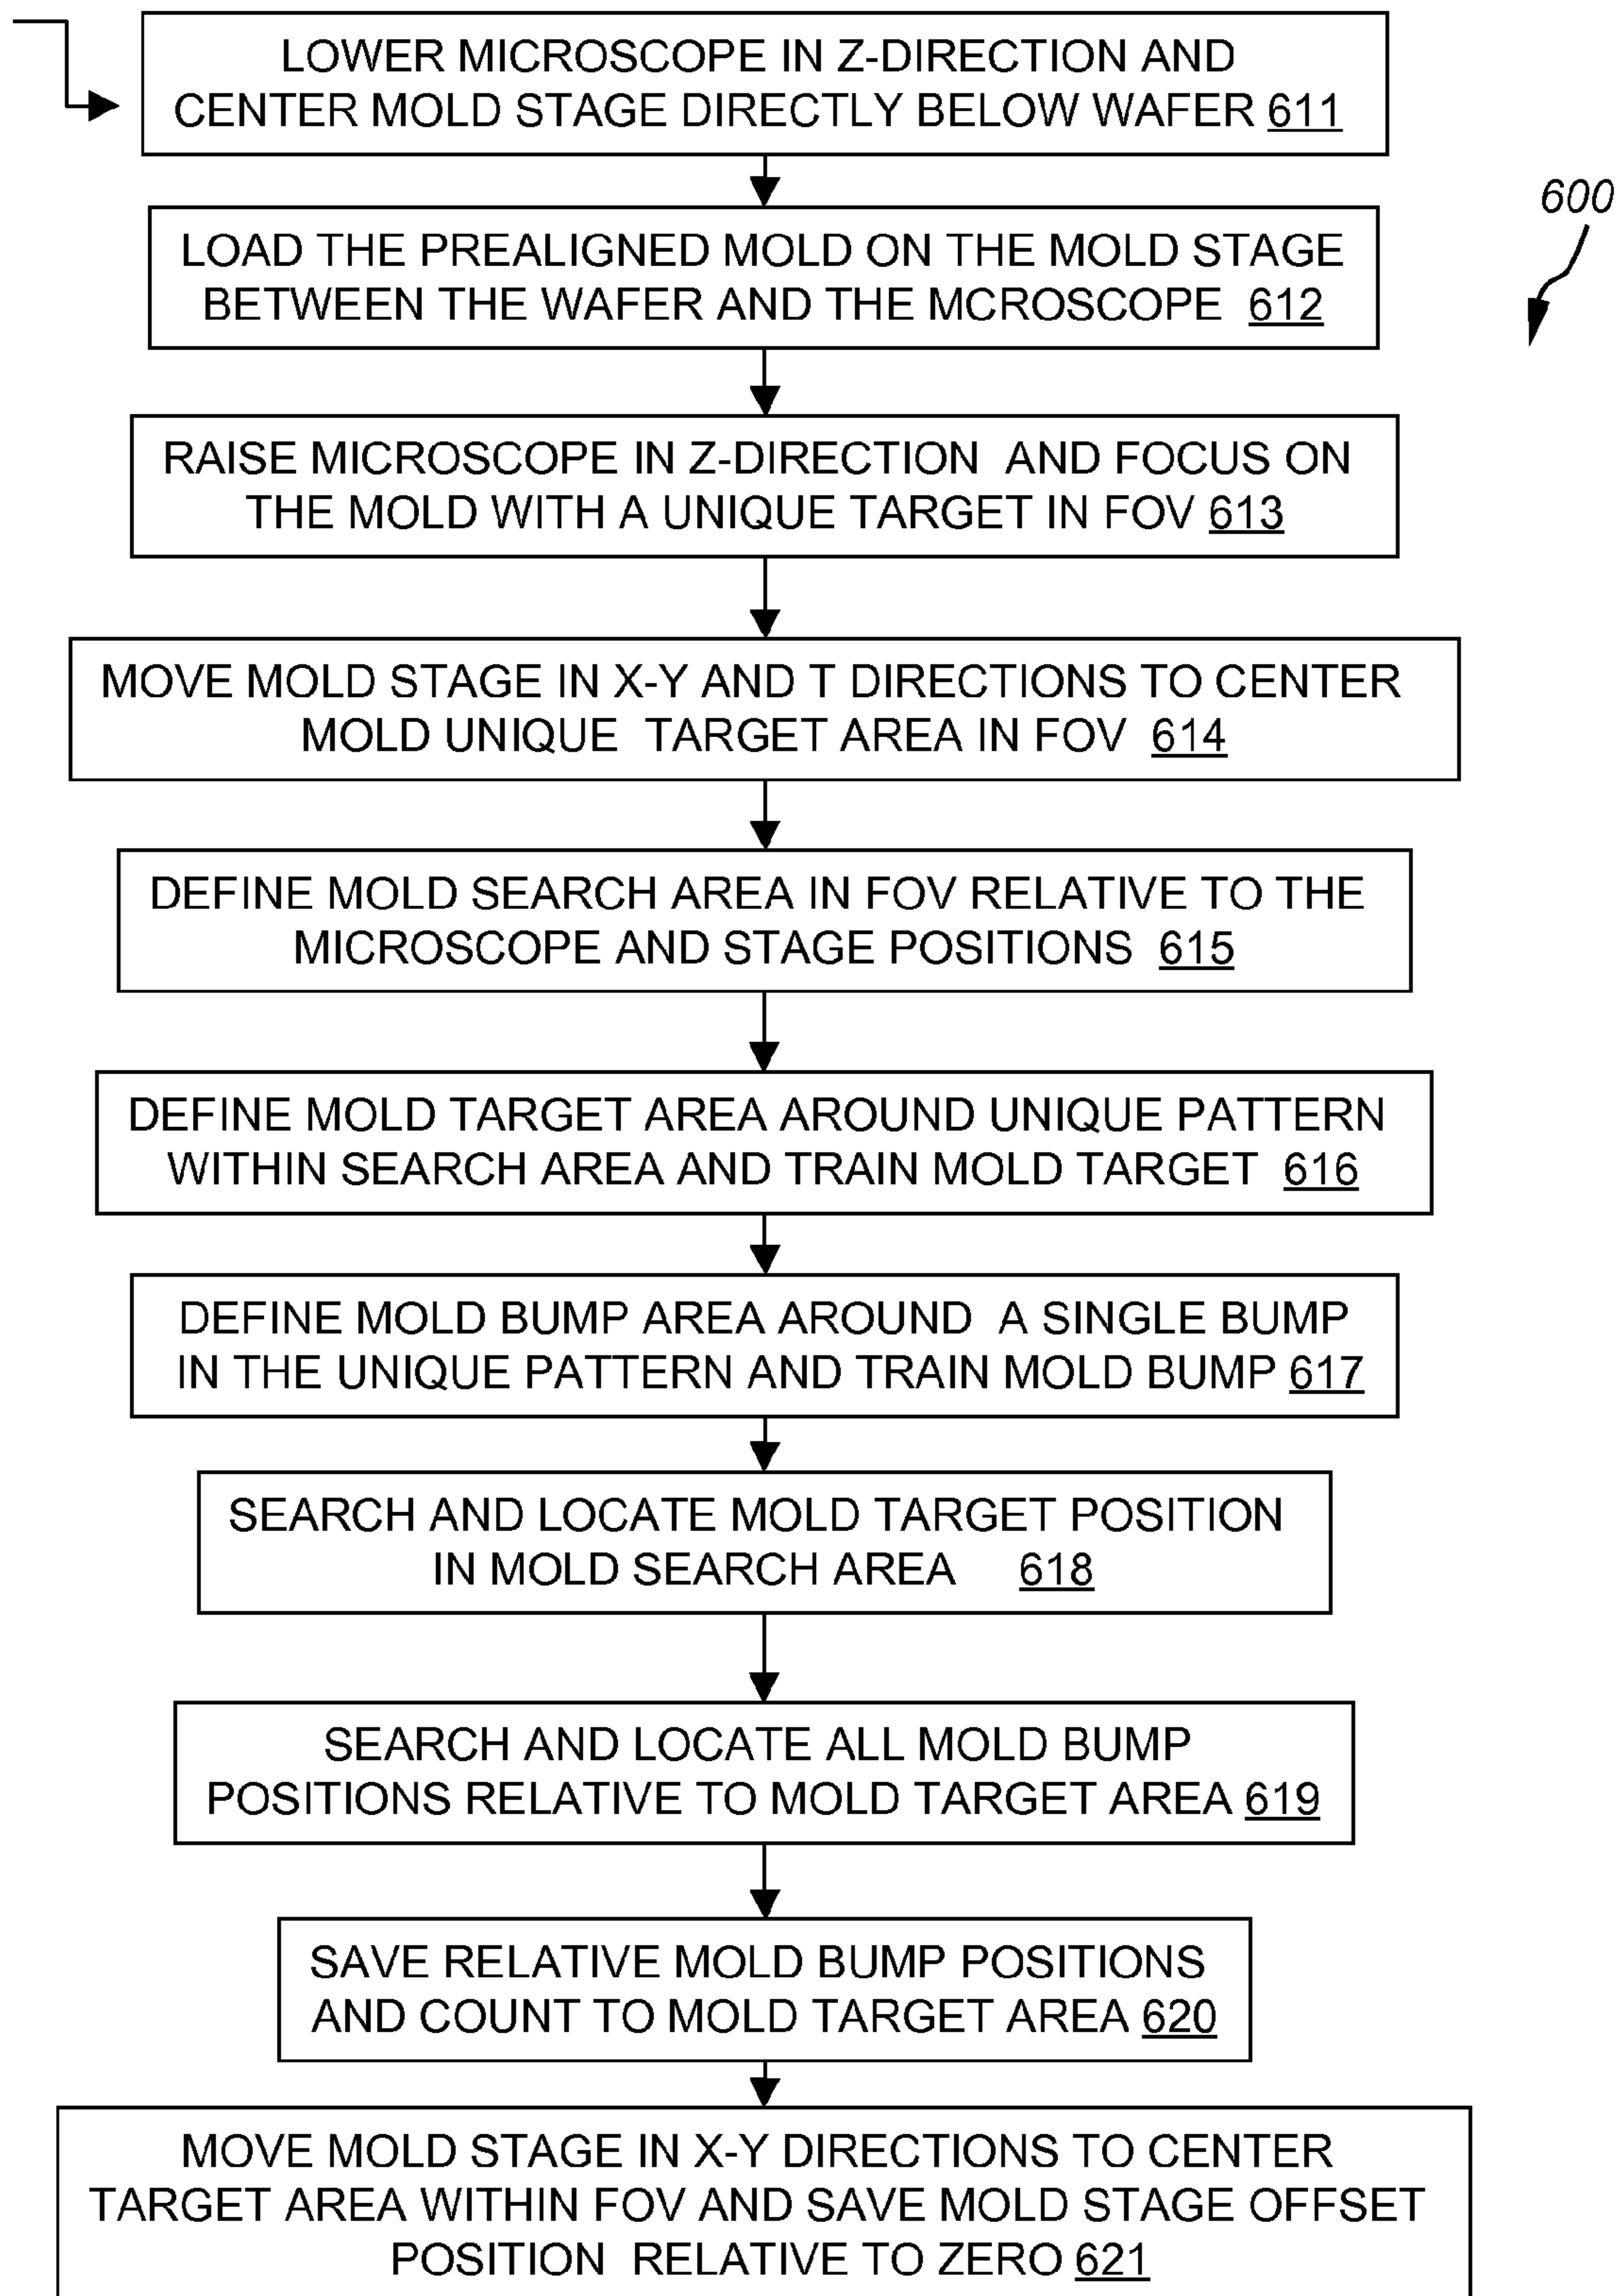 LOWER MICROSCOPE IN Z-DIRECTION AND
CENTER MOLD STAGE DIRECTLY BELOW WAFER 611
600
LOAD THE PREALIGNED MOLD ON THE MOLD STAGE
BETWEEN THE WAFER AND THE MCROSCOPE 612
RAISE MICROSCOPE IN Z-DIRECTION AND FOCUS ON
THE MOLD WITH A UNIQUE TARGET IN FOV 613
MOVE MOLD STAGE IN X-Y AND T DIRECTIONS TO CENTER
MOLD UNIQUE TARGET AREA IN FOV 614
DEFINE MOLD SEARCH AREA IN FOV RELATIVE TO THE
MICROSCOPE AND STAGE POSITIONS 615
DEFINE MOLD TARGET AREA AROUND UNIQUE PATTERN
WITHIN SEARCH AREA AND TRAIN MOLD TARGET 616
DEFINE MOLD BUMP AREA AROUND A SINGLE BUMP
IN THE UNIQUE PATTERN AND TRAIN MOLD BUMP 617
SEARCH AND LOCATE MOLD TARGET POSITION
IN MOLD SEARCH AREA 618
SEARCH AND LOCATE ALL MOLD BUMP
POSITIONS RELATIVE TO MOLD TARGET AREA 619
SAVE RELATIVE MOLD BUMP POSITIONS
AND COUNT TO MOLD TARGET AREA 620
MOVE MOLD STAGE IN X-Y DIRECTIONS TO CENTER
TARGET AREA WITHIN FOV AND SAVE MOLD STAGE OFFSET
POSITION RELATIVE TO ZERO 621